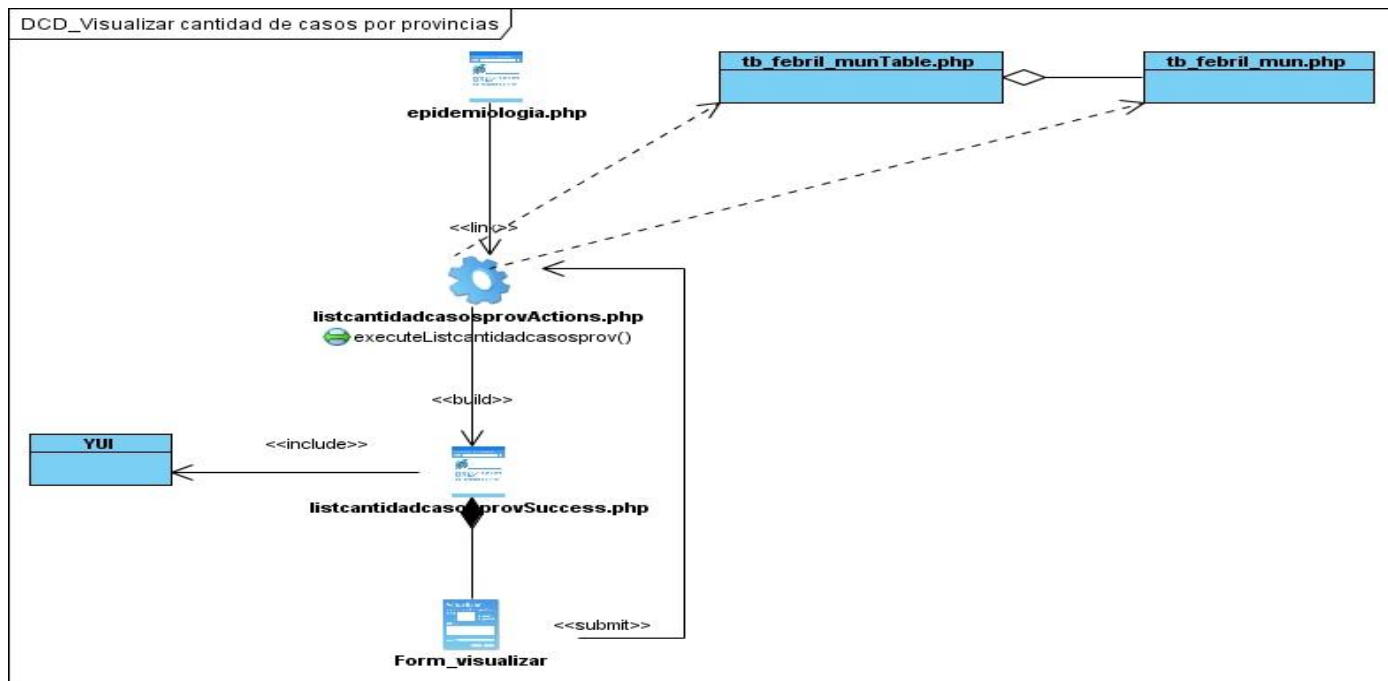 DCD_Visualizar cantidad de casos por provincias
tb_febril_munTable.php
tb_febril_mun.php
epidemiologia.php
<<link>>
listcantidadcasosprovActions.php
executeListcantidadcasosprov()
<<build>>
YUI
<<include>>
listcantidadcasosprovSuccess.php
<<submit>>
Form_visualizar